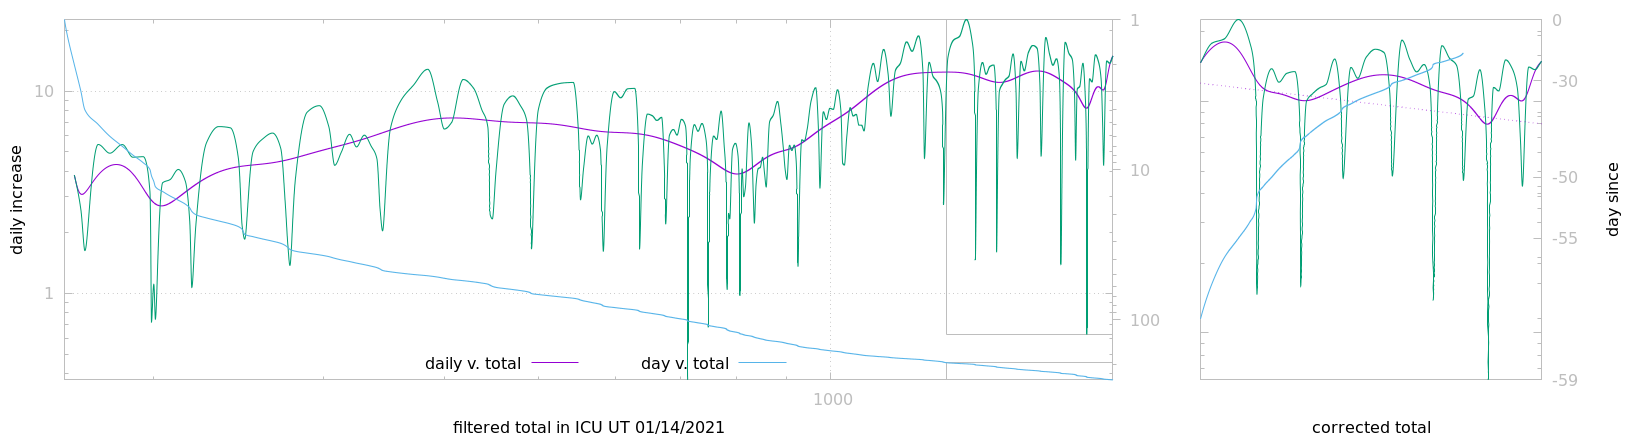 1
10
1
10
100
daily increase
daily v. total
day v. total
1000
filtered total in ICU UT 01/14/2021
0
-30
-50
-55
-59
day since
corrected total